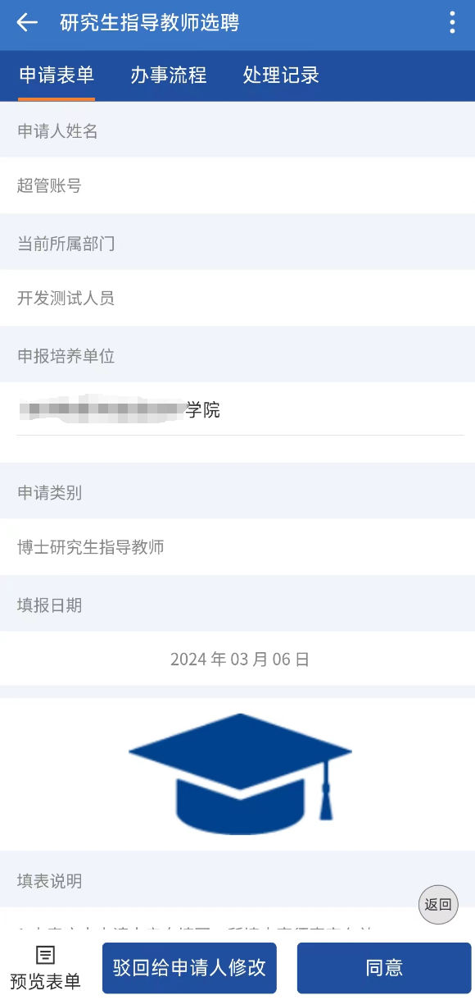 研究生指导教师选聘
申请表单 办事流程 处理记录
申请人姓名
超管账号
当前所属部门
开发测试人员
申报培养单位
学院
申请类别
博士研究生指导教师
填报日期
2024 年 03 月 06 日
填表说明
返回
预览表单
驳回给申请人修改
同意